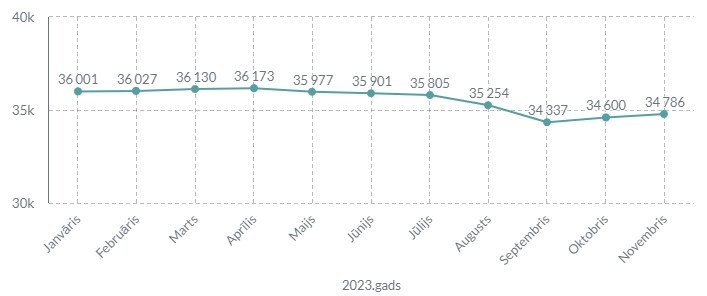 40k
36 001 36 027 36 130 36 173 35 977 35 901 35 805 35 254 34 337 34 600 34 786
35k
30k
Janvāris Februāris Marts Aprīlis Maijs Jūnijs Jūlijs Augusts Septembris Oktobris Novembris
2023.gads